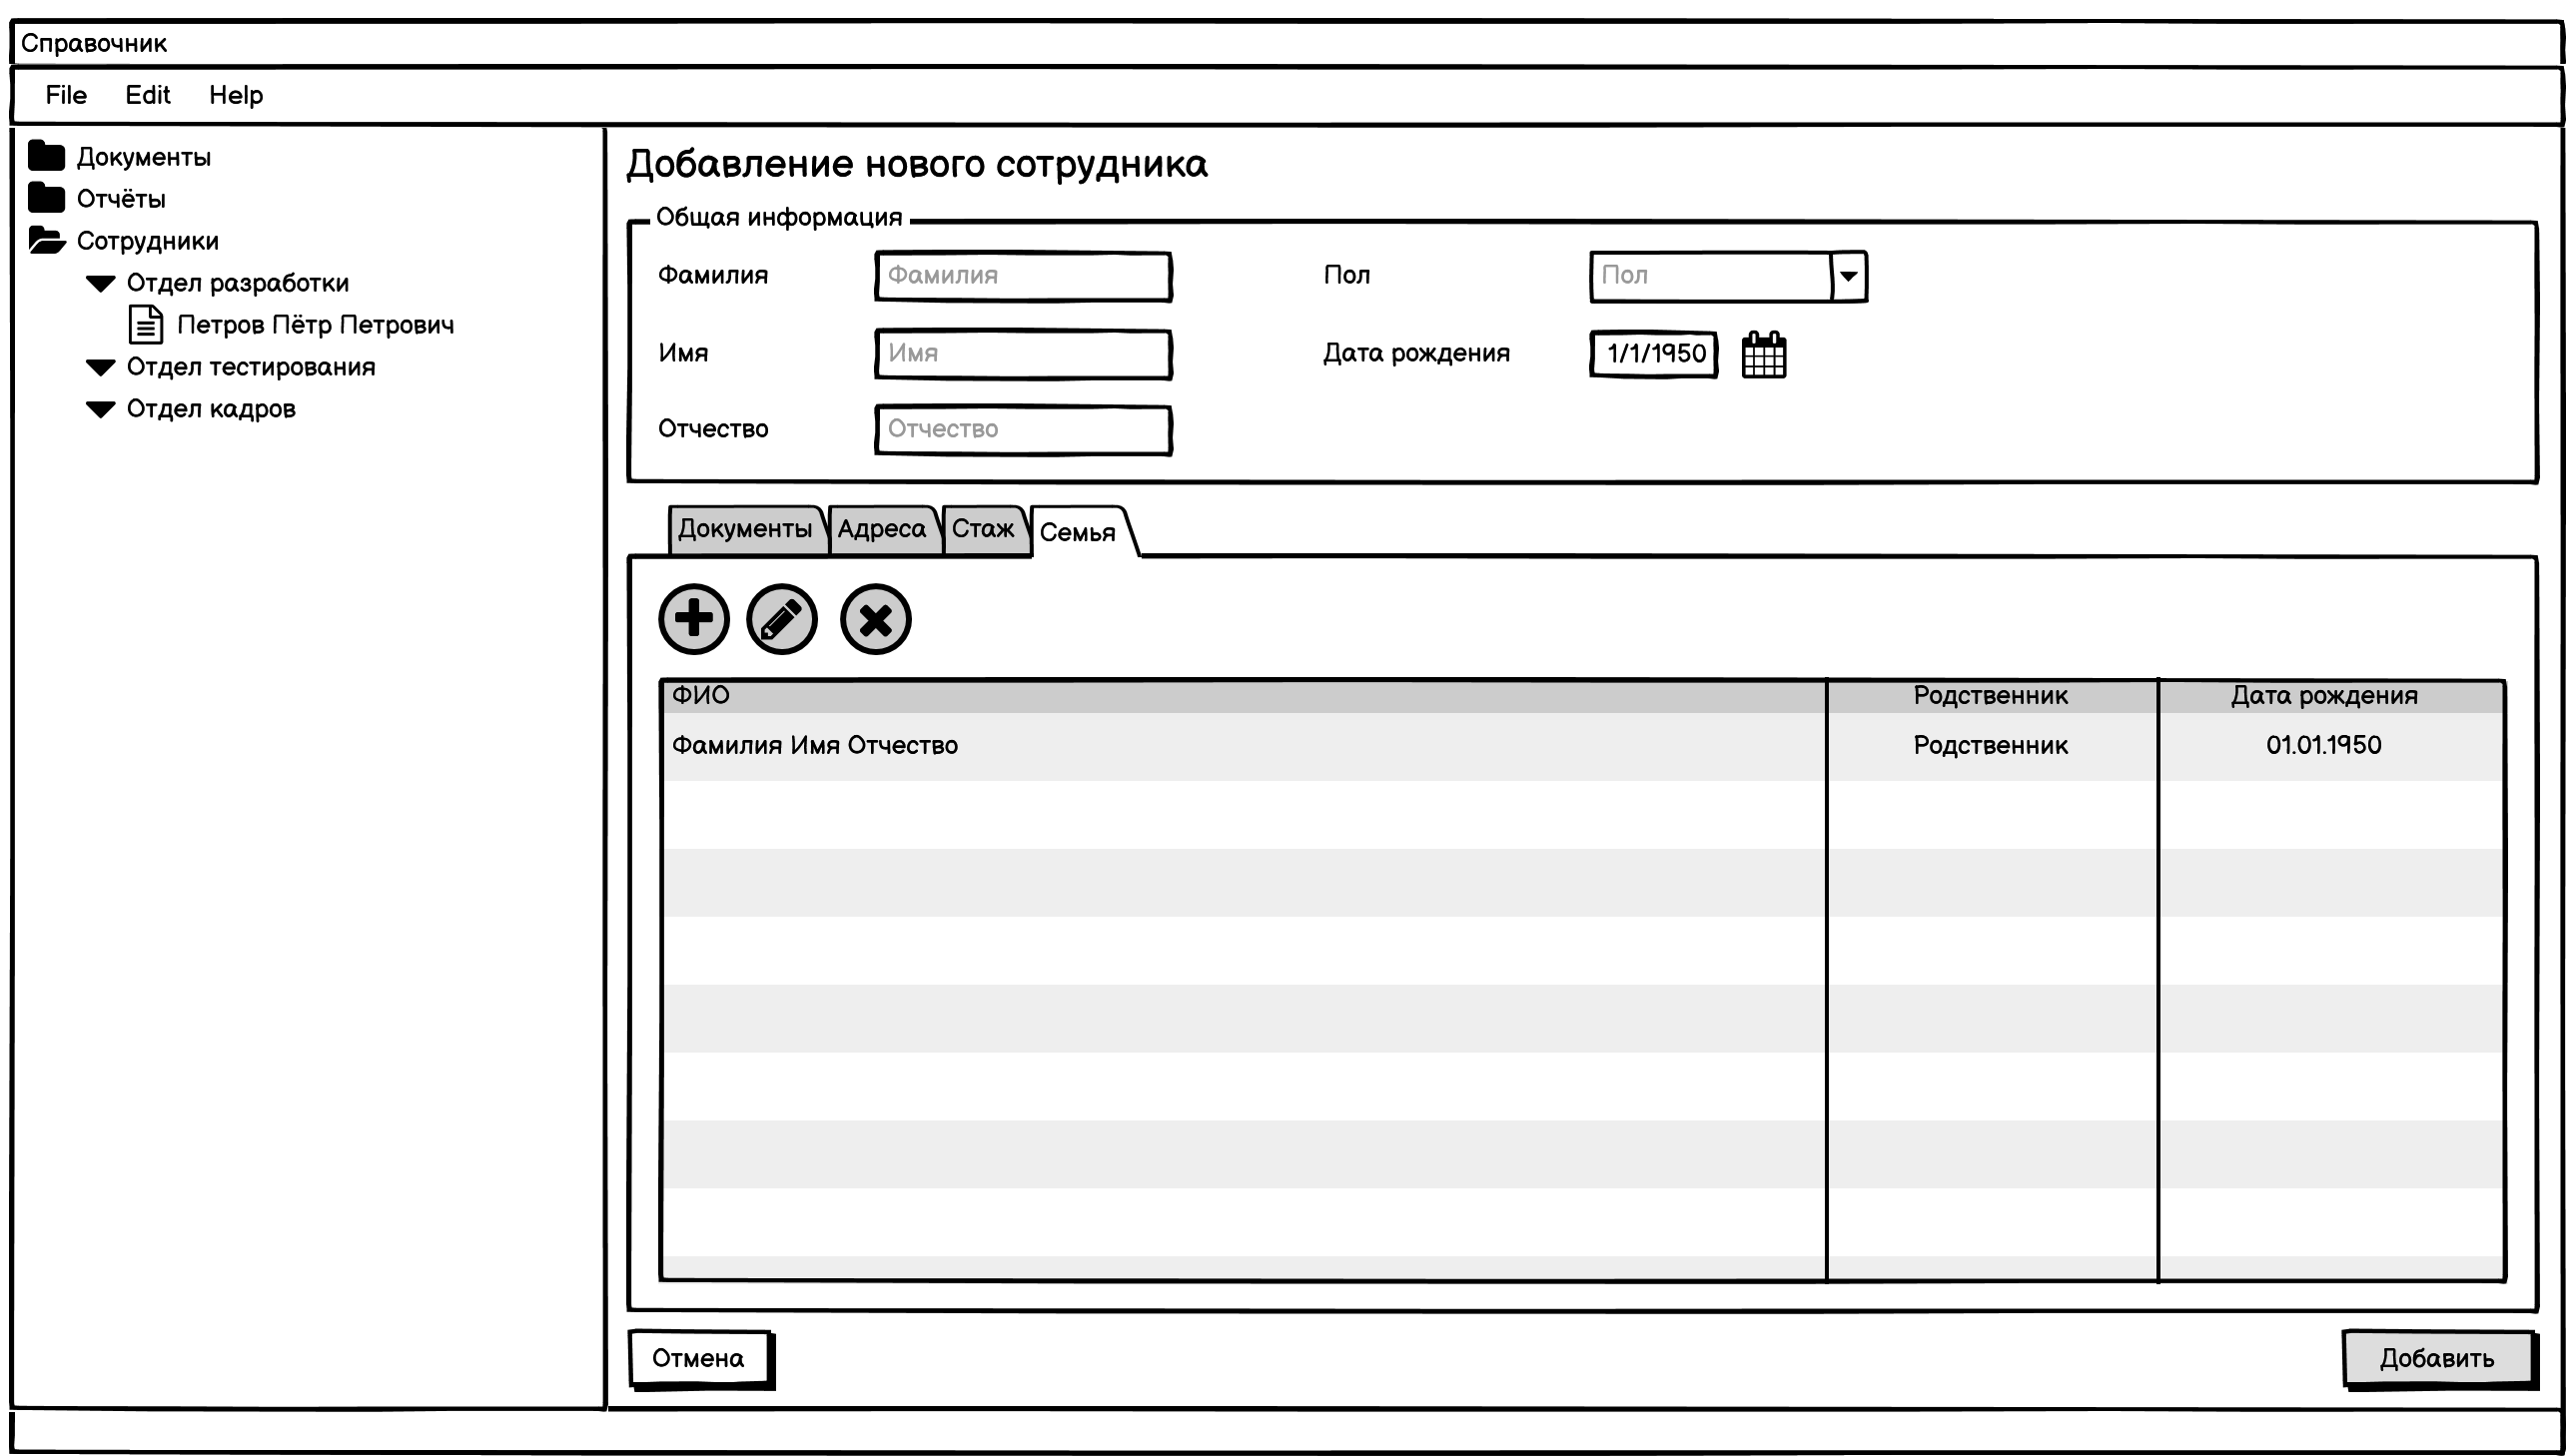 Справочник
File Edit Help
Документы
Отчёты
Сотрудники
Отдел разработки
Петров Пётр Петрович
Отдел тестирования
Отдел кадров
Добавление нового сотрудника
Общая информация
Фамилия Фамилия Пол Пол
Имя Имя Дата рождения 1/1/1950
Отчество Отчество
Документы Адреса Стаж Семья
ФИО Родственник Дата рождения
Фамилия Имя Отчество Родственник 01.01.1950
Отмена Добавить